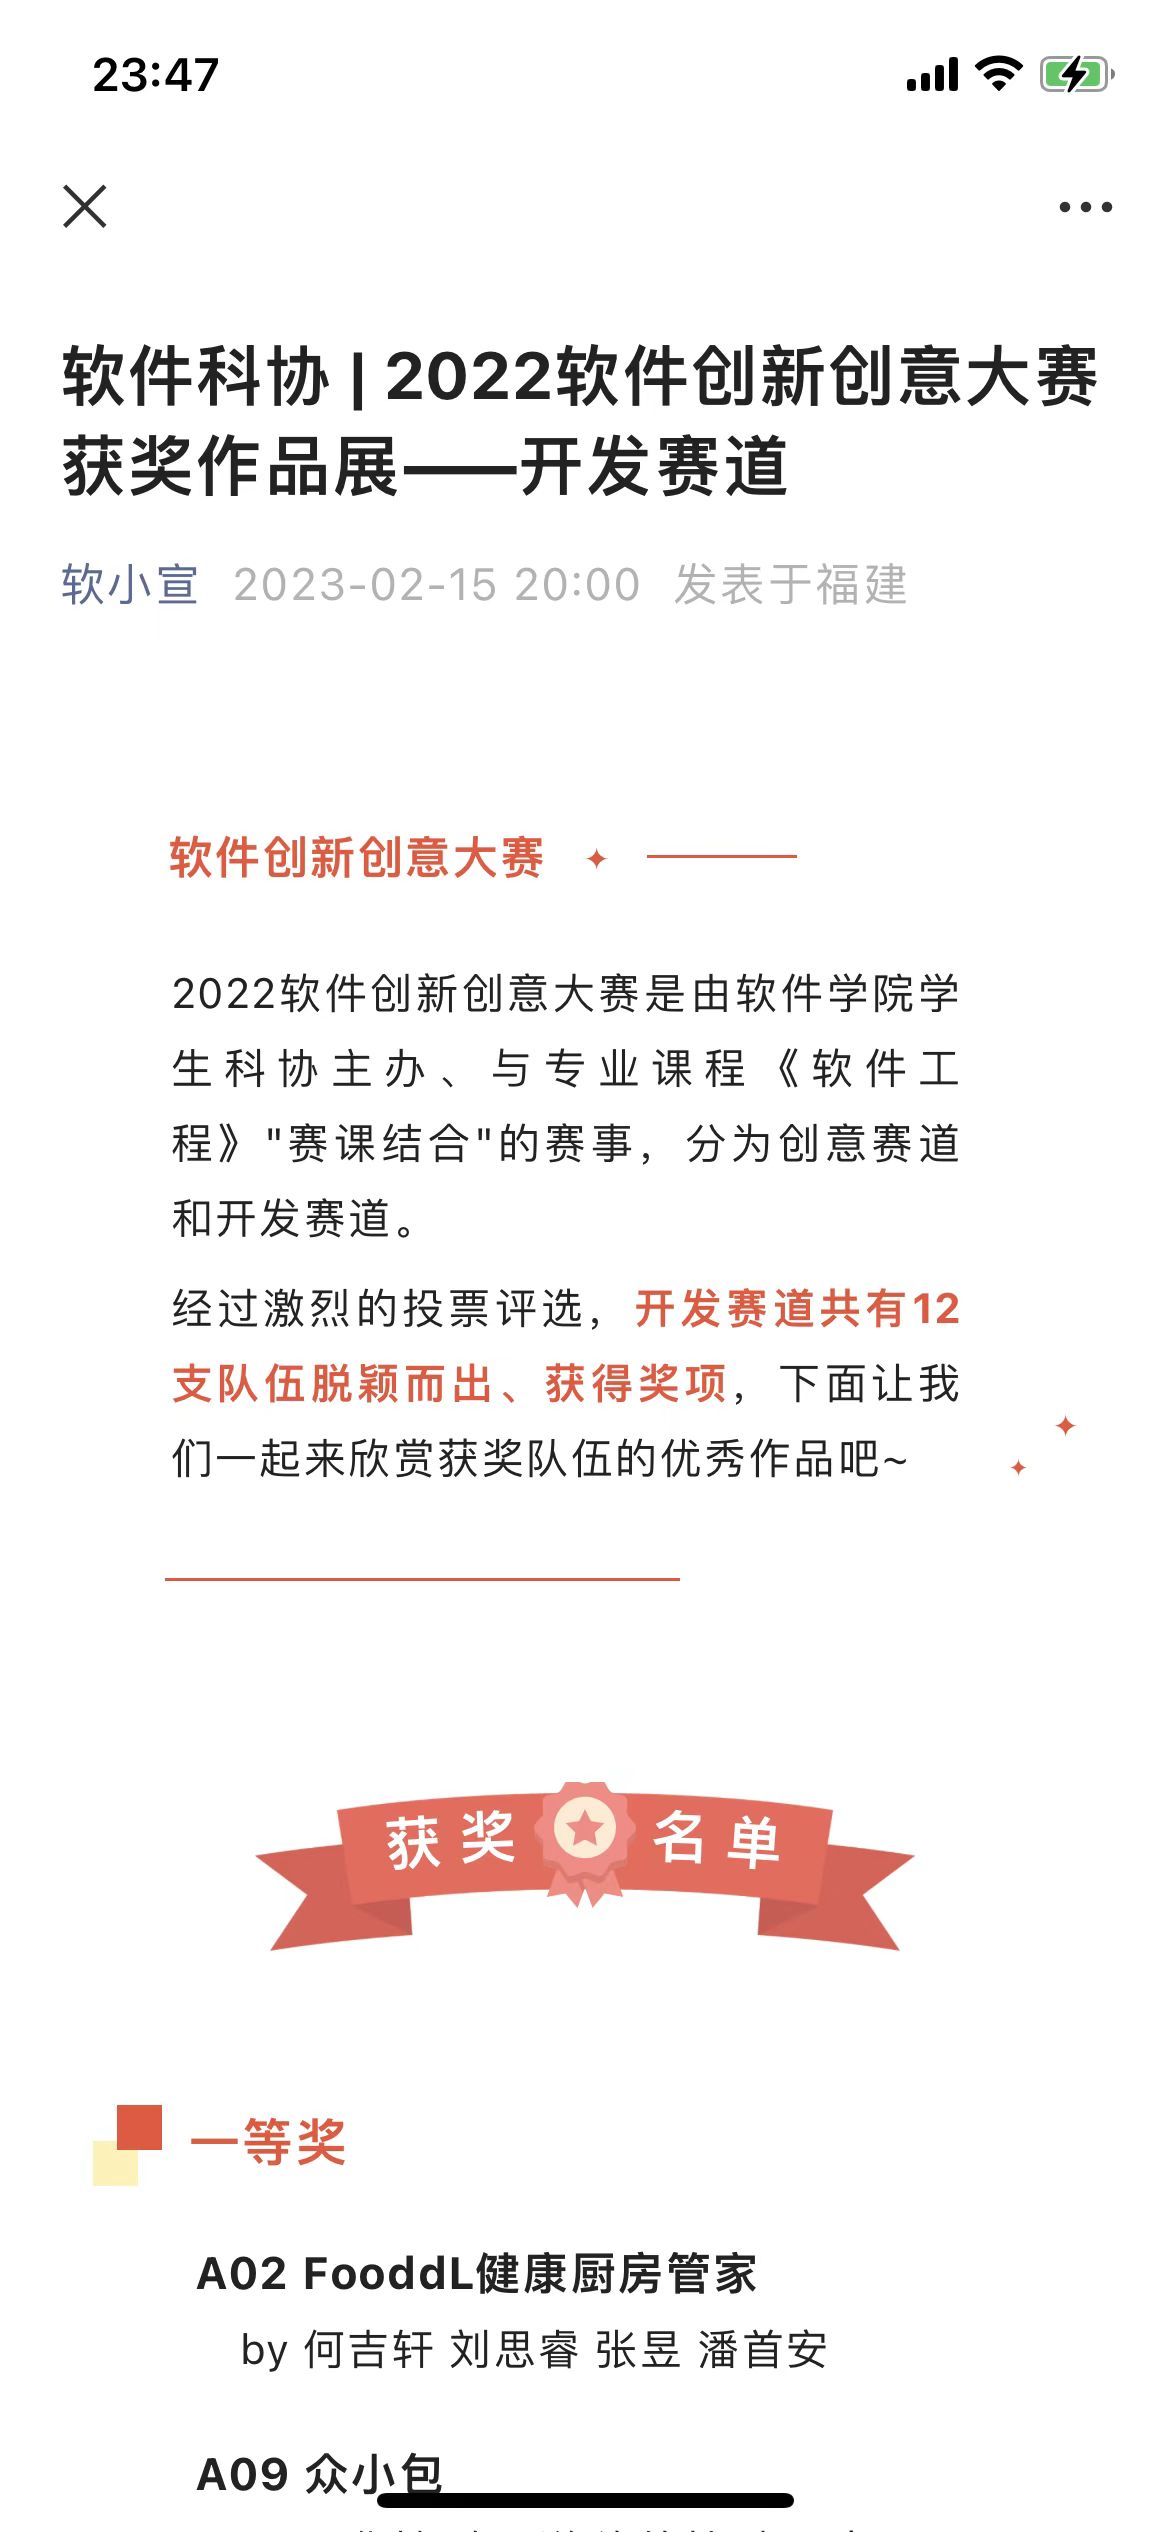 23:47
软件科协 | 2022软件创新创意大赛
获奖作品展——开发赛道
软小宣 2023-02-15 20:00 发表于福建
软件创新创意大赛
2022软件创新创意大赛是由软件学院学
生科协主办、与专业课程《软件工
程》"赛课结合"的赛事，分为创意赛道
和开发赛道。
经过激烈的投票评选，开发赛道共有12
支队伍脱颖而出、获得奖项，下面让我
们一起来欣赏获奖队伍的优秀作品吧~
获奖名单
一等奖
A02 FooddL健康厨房管家
by 何吉轩 刘思睿 张昱 潘首安
A09 众小包